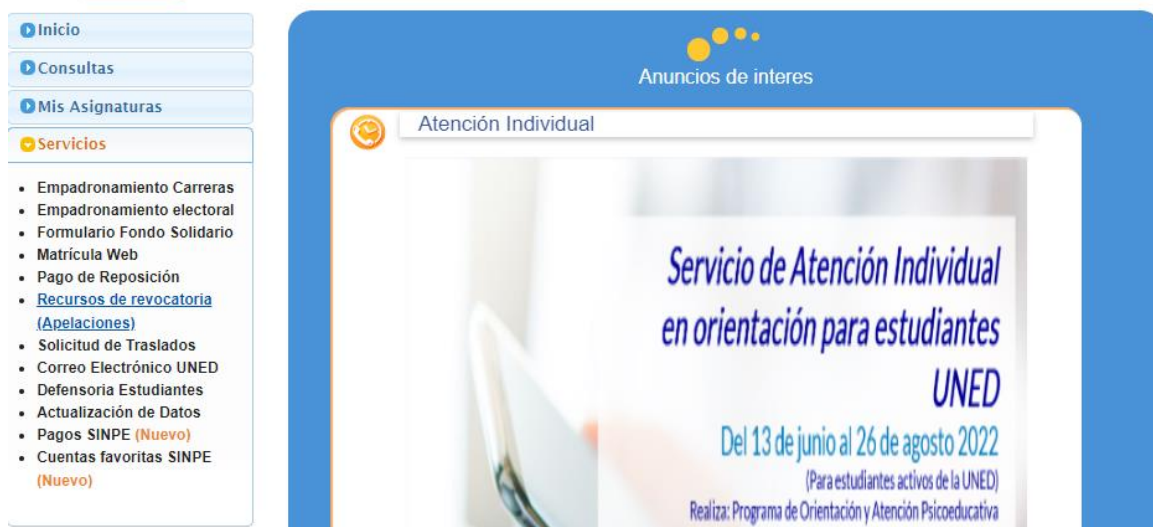 Inicio
Consultas
Mis Asignaturas
Servicios
Empadronamiento Carreras
Empadronamiento electoral
Formulario Fondo Solidario
Matrícula Web
Pago de Reposición
Recursos de revocatoria
(Apelaciones)
Solicitud de Traslados
Correo Electrónico UNED
Defensoria Estudiantes
Actualización de Datos
Pagos SINPE (Nuevo)
Cuentas favoritas SINPE
(Nuevo)
Anuncios de interes
Atención Individual
Servicio de Atención Individual
en orientación para estudiantes
UNED
Del 13 de junio al 26 de agosto 2022
(Para estudiantes activos de la UNED)
Realiza: Programa de Orientación y Atención Psicoeducativa